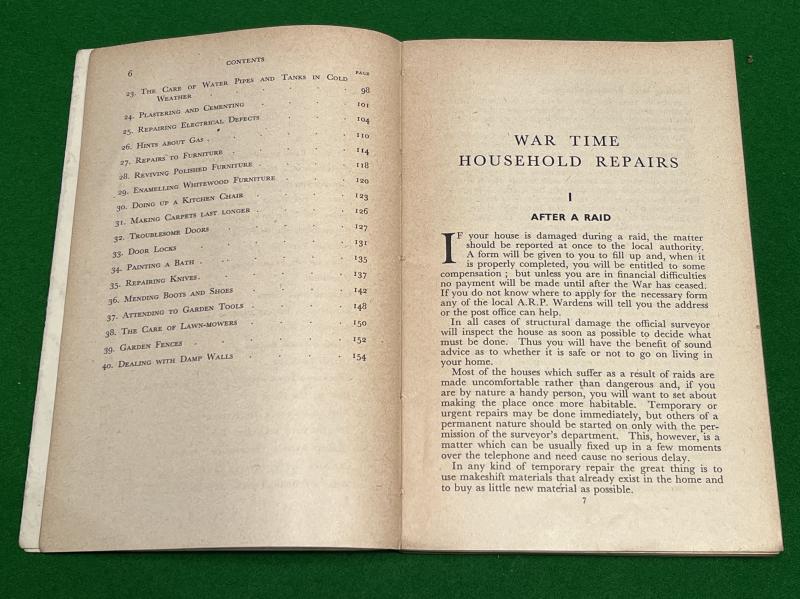 6 CONTENTS
PAGE
23. The Care of Water Pipes and Tanks in Cold
Weather . . . . . . 98
24. Plastering and Cementing . . . . 101
25. Repairing Electrical Defects . . . . 104
26. Hints about Gas . . . . . . 110
27. Repairs to Furniture . . . . . 114
28. Reviving Polished Furniture . . . . 118
29. Enamelling Whitewood Furniture . . . 120
30. Doing up a Kitchen Chair . . . . 123
31. Making Carpets last longer . . . . 126
32. Troublesome Doors . . . . . 127
33. Door Locks . . . . . . 131
34. Painting a Bath . . . . . . 135
35. Repairing Knives . . . . . . 137
36. Mending Boots and Shoes . . . . 142
37. Attending to Garden Tools . . . . 148
38. The Care of Lawn-mowers . . . . 150
39. Garden Fences . . . . . . 152
40. Dealing with Damp Walls . . . . 154
WAR TIME
HOUSEHOLD REPAIRS
I
AFTER A RAID
IF your house is damaged during a raid, the matter
should be reported at once to the local authority.
A form will be given to you to fill up and, when it
is properly completed, you will be entitled to some
compensation ; but unless you are in financial difficulties
no payment will be made until after the War has ceased.
If you do not know where to apply for the necessary form
any of the local A.R.P. Wardens will tell you the address
or the post office can help.
In all cases of structural damage the official surveyor
will inspect the house as soon as possible to decide what
must be done. Thus you will have the benefit of sound
advice as to whether it is safe or not to go on living in
your home.
Most of the houses which suffer as a result of raids are
made uncomfortable rather than dangerous and, if you
are by nature a handy person, you will want to set about
making the place once more habitable. Temporary or
urgent repairs may be done immediately, but others of a
permanent nature should be started on only with the per-
mission of the surveyor's department. This, however, is a
matter which can be usually fixed up in a few moments
over the telephone and need cause no serious delay.
In any kind of temporary repair the great thing is to
use makeshift materials that already exist in the home and
to buy as little new material as possible.
7